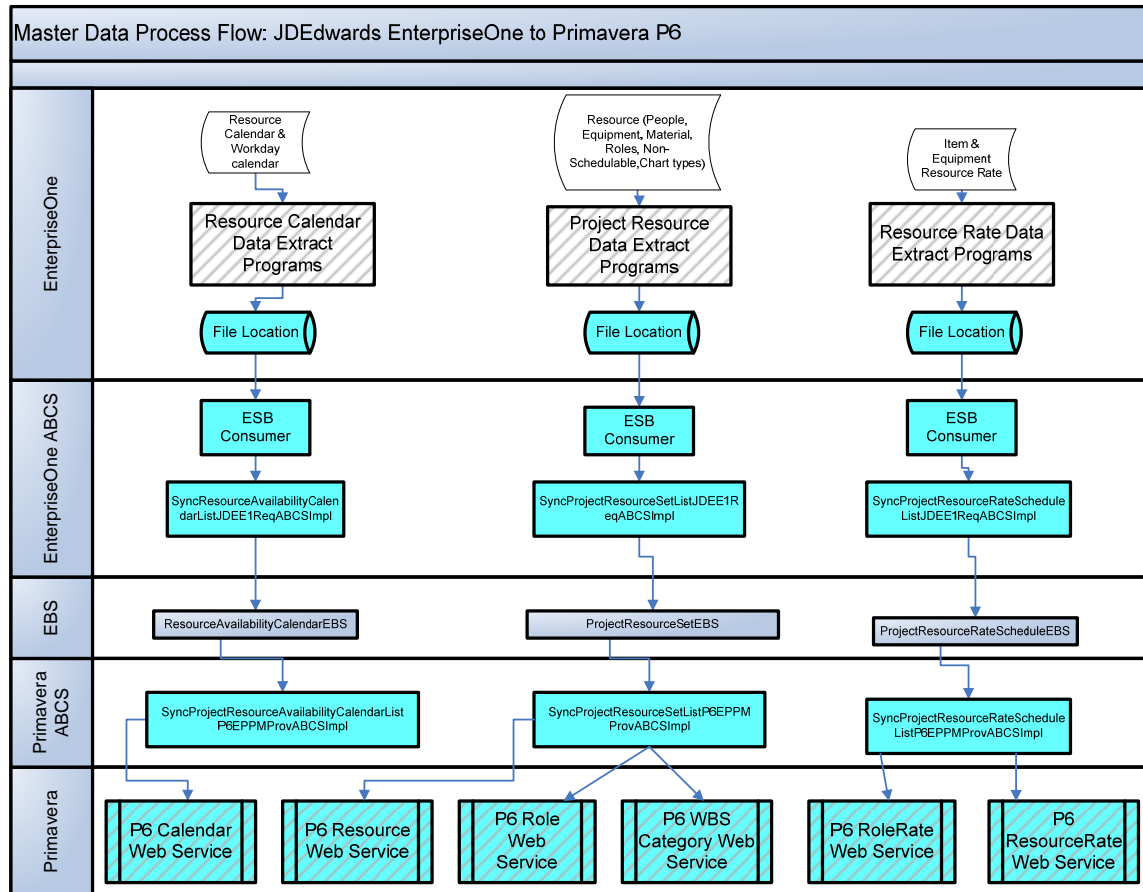 Master Data Process Flow: JDEdwards EnterpriseOne to Primavera P6
EnterpriseOne
Resource
Calendar &
Workday
calendar
Resource (People,
Equipment, Material,
Roles, Non-
Schedulable,Chart types)
Item &
Equipment
Resource Rate
Resource Calendar
Data Extract
Programs
Project Resource
Data Extract
Programs
Resource Rate Data
Extract Programs
File Location
File Location
File Location
EnterpriseOne ABCS
ESB
Consumer
ESB
Consumer
ESB
Consumer
SyncResourceAvailabilityCalen
darListJDEE1ReqABCSImpl
SyncProjectResourceSetListJDEE1R
eqABCSImpl
SyncProjectResourceRateSchedule
ListJDEE1ReqABCSImpl
EBS
ResourceAvailabilityCalendarEBS
ProjectResourceSetEBS
ProjectResourceRateScheduleEBS
Primavera
ABCS
SyncProjectResourceAvailabilityCalendarList
P6EPPMProvABCSImpl
SyncProjectResourceSetListP6EPPM
ProvABCSImpl
SyncProjectResourceRateSchedule
ListP6EPPMProvABCSImpl
Primavera
P6 Calendar
Web Service
P6 Resource
Web Service
P6 Role
Web
Service
P6 WBS
Category Web
Service
P6 RoleRate
Web Service
P6
ResourceRate
Web Service